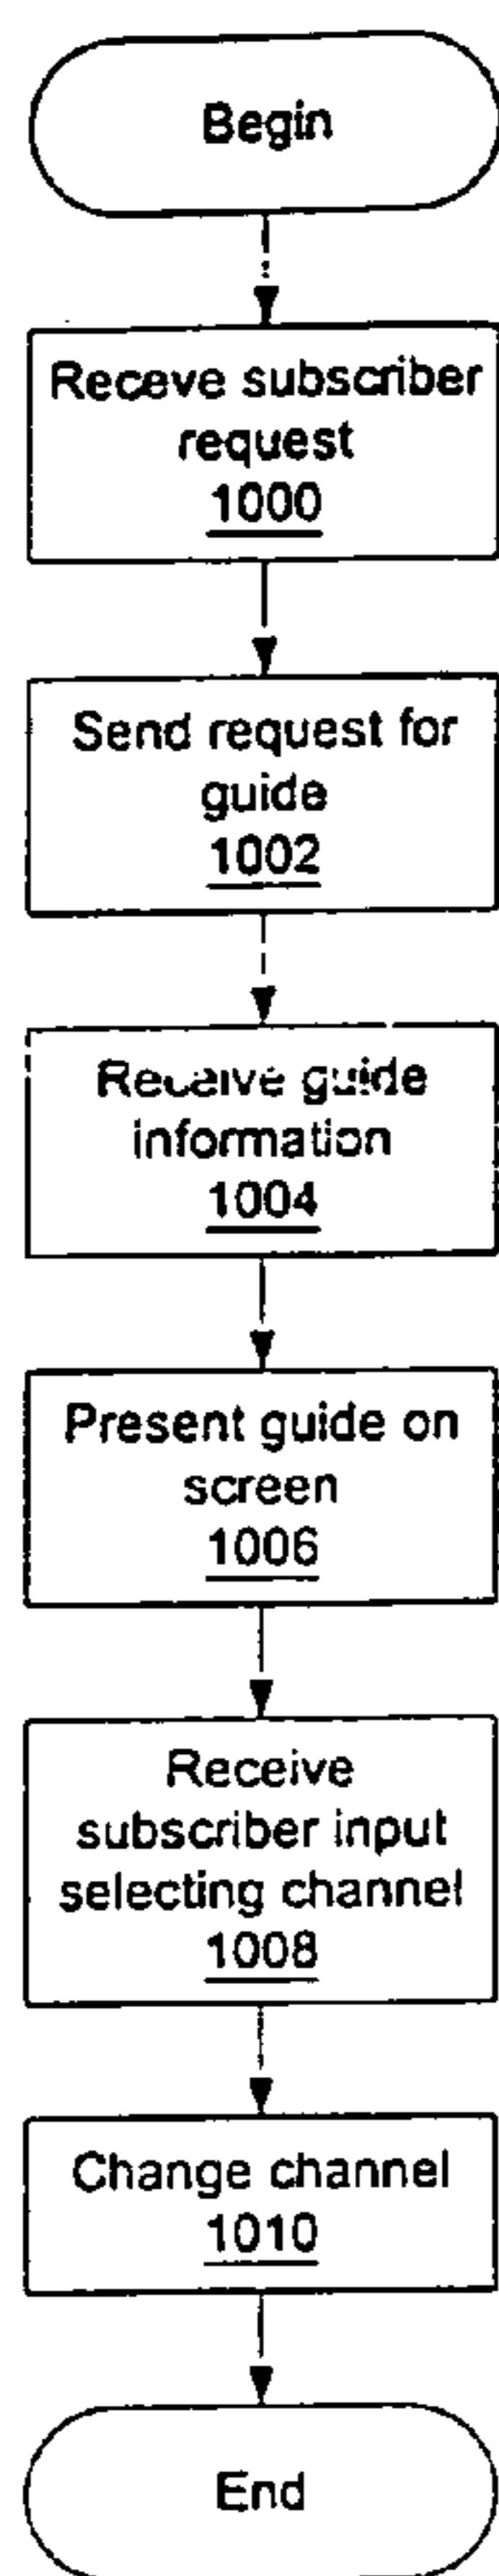 Begin
Receve subscriber
request
1000
Send request for
guide
1002
Receive guide
information
1004
Present guide on
screen
1006
Receive
subscriber input
selecting channel
1008
Change channel
1010
End